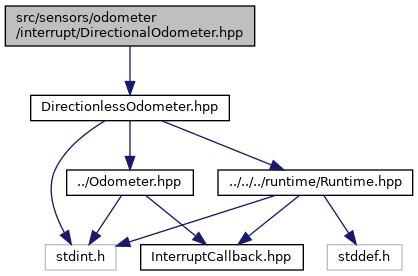 src/sensors/odometer
/interrupt/DirectionalOdometer.hpp
DirectionlessOdometer.hpp
../Odometer.hpp
../../../runtime/Runtime.hpp
stdint.h
InterruptCallback.hpp
stddef.h